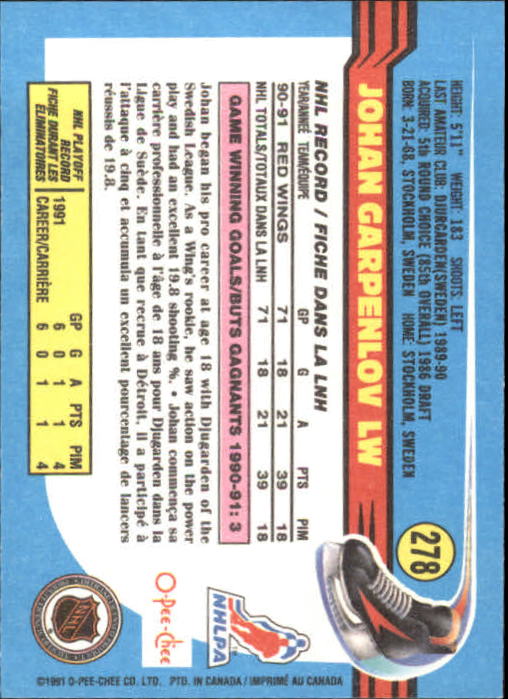 278
JOHAN GARPENLOV LW
HEIGHT: 5'11" WEIGHT: 183 SHOOTS: LEFT
LAST AMATEUR CLUB: DJURGARDEN(SWEDEN) 1989-90
ACQUIRED: 5th ROUND CHOICE (85th OVERALL) 1986 DRAFT
BORN: 3-21-68, STOCKHOLM, SWEDEN HOME: STOCKHOLM, SWEDEN
NHL RECORD / FICHE DANS LA LNH
YEAR/ANNÉE TEAM/ÉQUIPE GP G A PTS PIM
90-91 RED WINGS 71 18 21 39 18
NHL TOTALS/TOTAUX DANS LA LNH 71 18 21 39 18
GAME WINNING GOALS/BUTS GAGNANTS 1990-91: 3
Johan began his pro career at age 18 with Djugarden of the
Swedish League. As a Wing's rookie, he saw action on the power
play and had an excellent 19.8 shooting %. • Johan commença sa
carrière professionnelle à l'âge de 18 ans pour Djugarden dans la
Ligue de Suède. En tant que recrue à Détroit, il a participé à
l'attaque à cinq et accumula un excellent pourcentage de lancers
réussis de 19.8.
NHL PLAYOFF
RECORD
FICHE DURANT LES
ÉLIMINATOIRES
GP G A PTS PIM
1991 6 0 1 1 4
CAREER/CARRIÈRE 6 0 1 1 4
NHLPA
TM
O-Pee-Chee
NHL
©1991 O-PEE-CHEE CO. LTD. PTD. IN CANADA / IMPRIMÉ AU CANADA